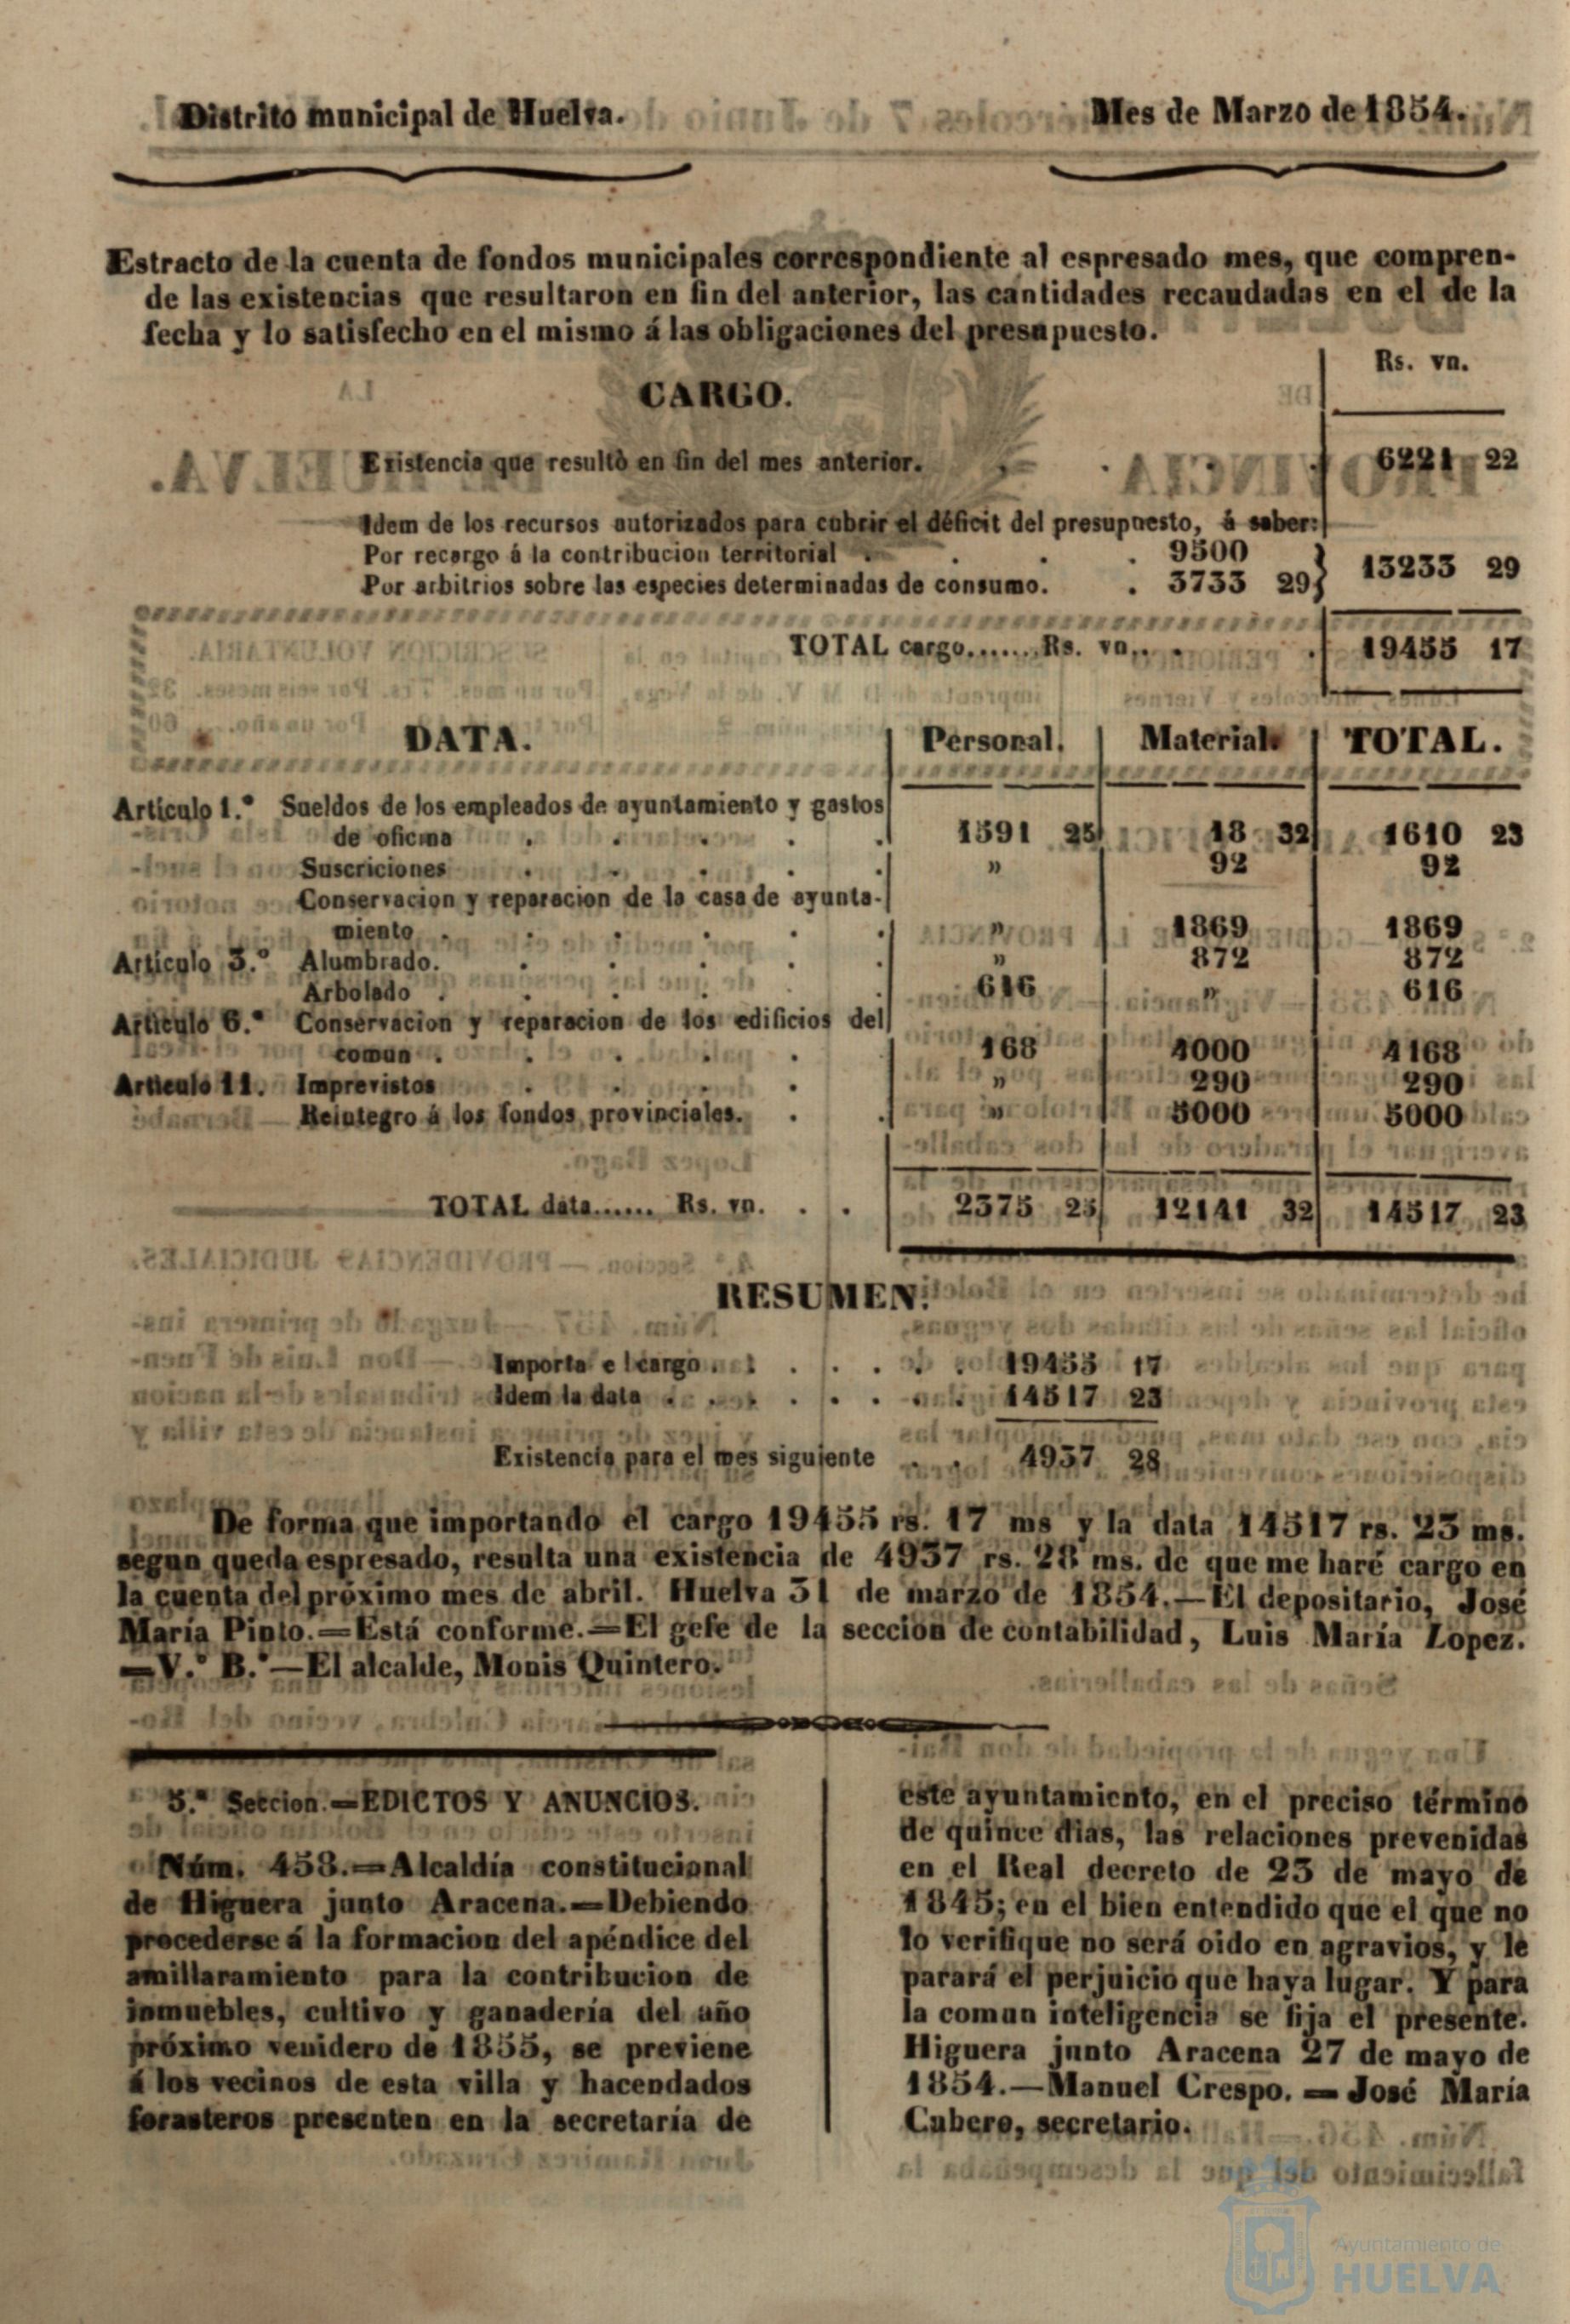 Distrito municipal de Huelva. Mes de Marzo de 1854.
Estracto de la cuenta de fondos municipales correspondiente al espresado mes, que compren-
de las existencias que resultaron en fin del anterior, las cantidades recaudadas en el de la
fecha y lo satisfecho en el mismo á las obligaciones del presupuesto.
Rs. vn.
CARGO.
Existencia que resultò en fin del mes anterior. . . . 6221 22
Idem de los recursos autorizados para cubrir el déficit del presupuesto, á saber:
Por recargo á la contribucion territorial . . . . 9500
Por arbitrios sobre las especies determinadas de consumo. . 3733 29} 13233 29
TOTAL cargo.......Rs. vn.. . . 19455 17
DATA. Personal. Material. TOTAL.
Artículo 1.º Sueldos de los empleados de ayuntamiento y gastos
de oficina . . . . . 1591 25 18 32 1610 23
Suscriciones . . . . . » 92 92
Conservacion y reparacion de la casa de ayunta-
miento . . . . . . » 1869 1869
Artículo 3.º Alumbrado. . . . . . » 872 872
Arbolado . . . . . . 616 » 616
Artículo 6.º Conservacion y reparacion de los edificios del
comun . . . . . 168 4000 4168
Artículo 11. Imprevistos . . . . » 290 290
Reintegro á los fondos provinciales. . . » 5000 5000
TOTAL data...... Rs. vn. . . 2375 25 12141 32 14517 23
RESUMEN.
Importa el cargo . . . . . . . 19455 17
Idem la data . . . . . . . . 14517 23
Existencia para el mes siguiente . . 4937 28
De forma que importando el cargo 19455 rs. 17 ms y la data 14517 rs. 23 ms.
segun queda espresado, resulta una existencia de 4937 rs. 28 ms. de que me haré cargo en
la cuenta del próximo mes de abril. Huelva 31 de marzo de 1854.—El depositario, José
María Pinto.=Está conforme.=El gefe de la seccion de contabilidad, Luis María Lopez.
=V.º B.º—El alcalde, Monis Quintero.
5.ª Seccion.=EDICTOS Y ANUNCIOS.
Núm. 458.=Alcaldía constitucional
de Higuera junto Aracena.=Debiendo
procederse á la formacion del apéndice del
amillaramiento para la contribucion de
inmuebles, cultivo y ganadería del año
próximo venidero de 1855, se previene
á los vecinos de esta villa y hacendados
forasteros presenten en la secretaría de
este ayuntamiento, en el preciso término
de quince dias, las relaciones prevenidas
en el Real decreto de 23 de mayo de
1845; en el bien entendido que el que no
lo verifique no será oido en agravios, y le
parará el perjuicio que haya lugar. Y para
la comun inteligencia se fija el presente.
Higuera junto Aracena 27 de mayo de
1854.—Manuel Crespo. = José María
Cubero, secretario.
Ayuntamiento de
HUELVA